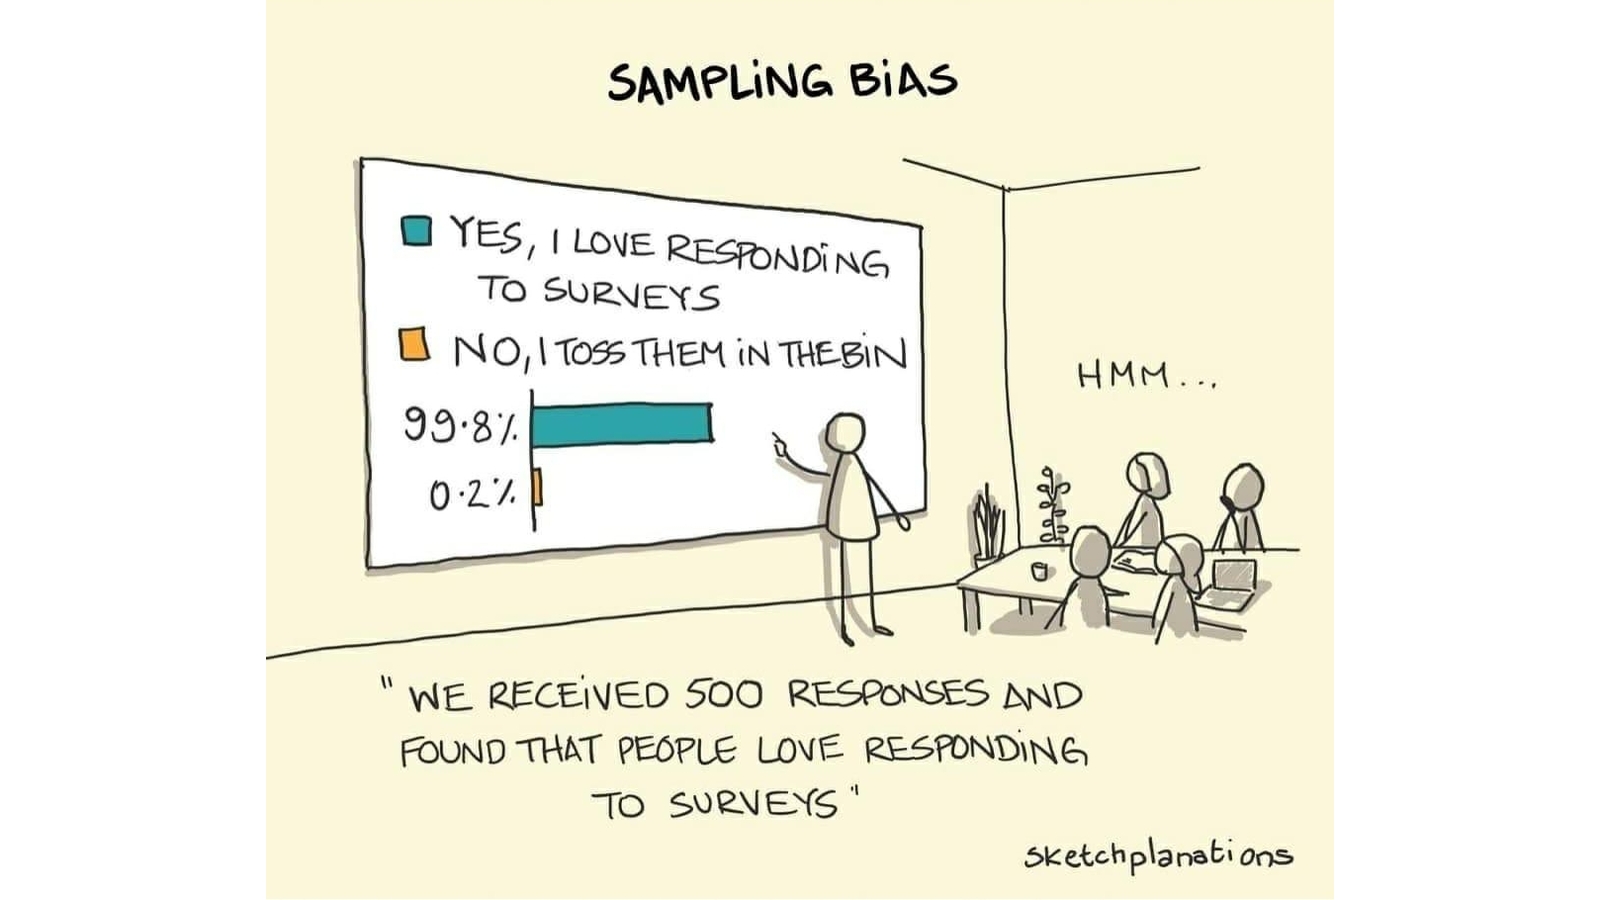 SAMPLING BIAS
YES, I LOVE RESPONDING
TO SURVEYS
NO, I TOSS THEM IN THE BIN
99.8%
0.2%
HMM...
"WE RECEIVED 500 RESPONSES AND
FOUND THAT PEOPLE LOVE RESPONDING
TO SURVEYS"
sketchplanations